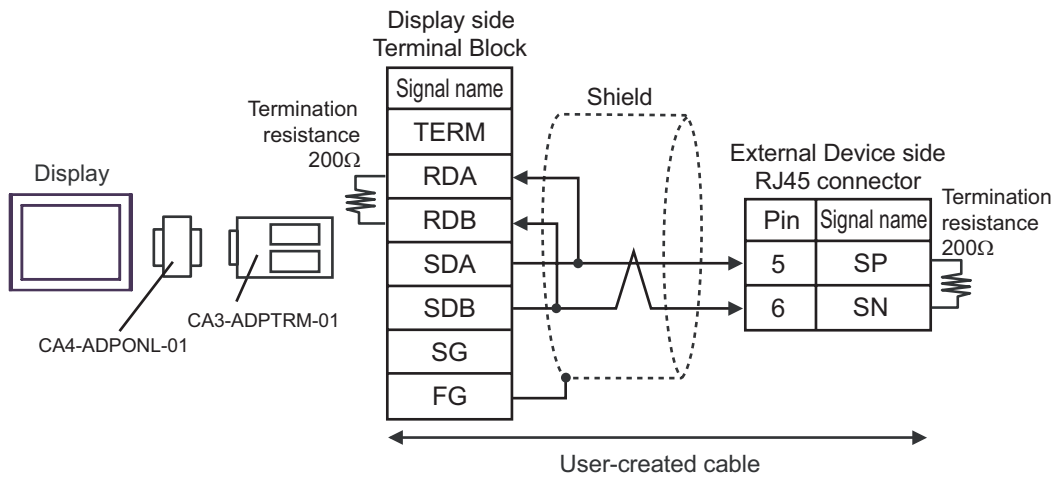 Display side
Terminal Block
Signal name
TERM
RDA
RDB
SDA
SDB
SG
FG
Termination
resistance
200Ω
Shield
Display
CA4-ADPONL-01
CA3-ADPTRM-01
External Device side
RJ45 connector
Pin Signal name
5 SP
6 SN
Termination
resistance
200Ω
User-created cable